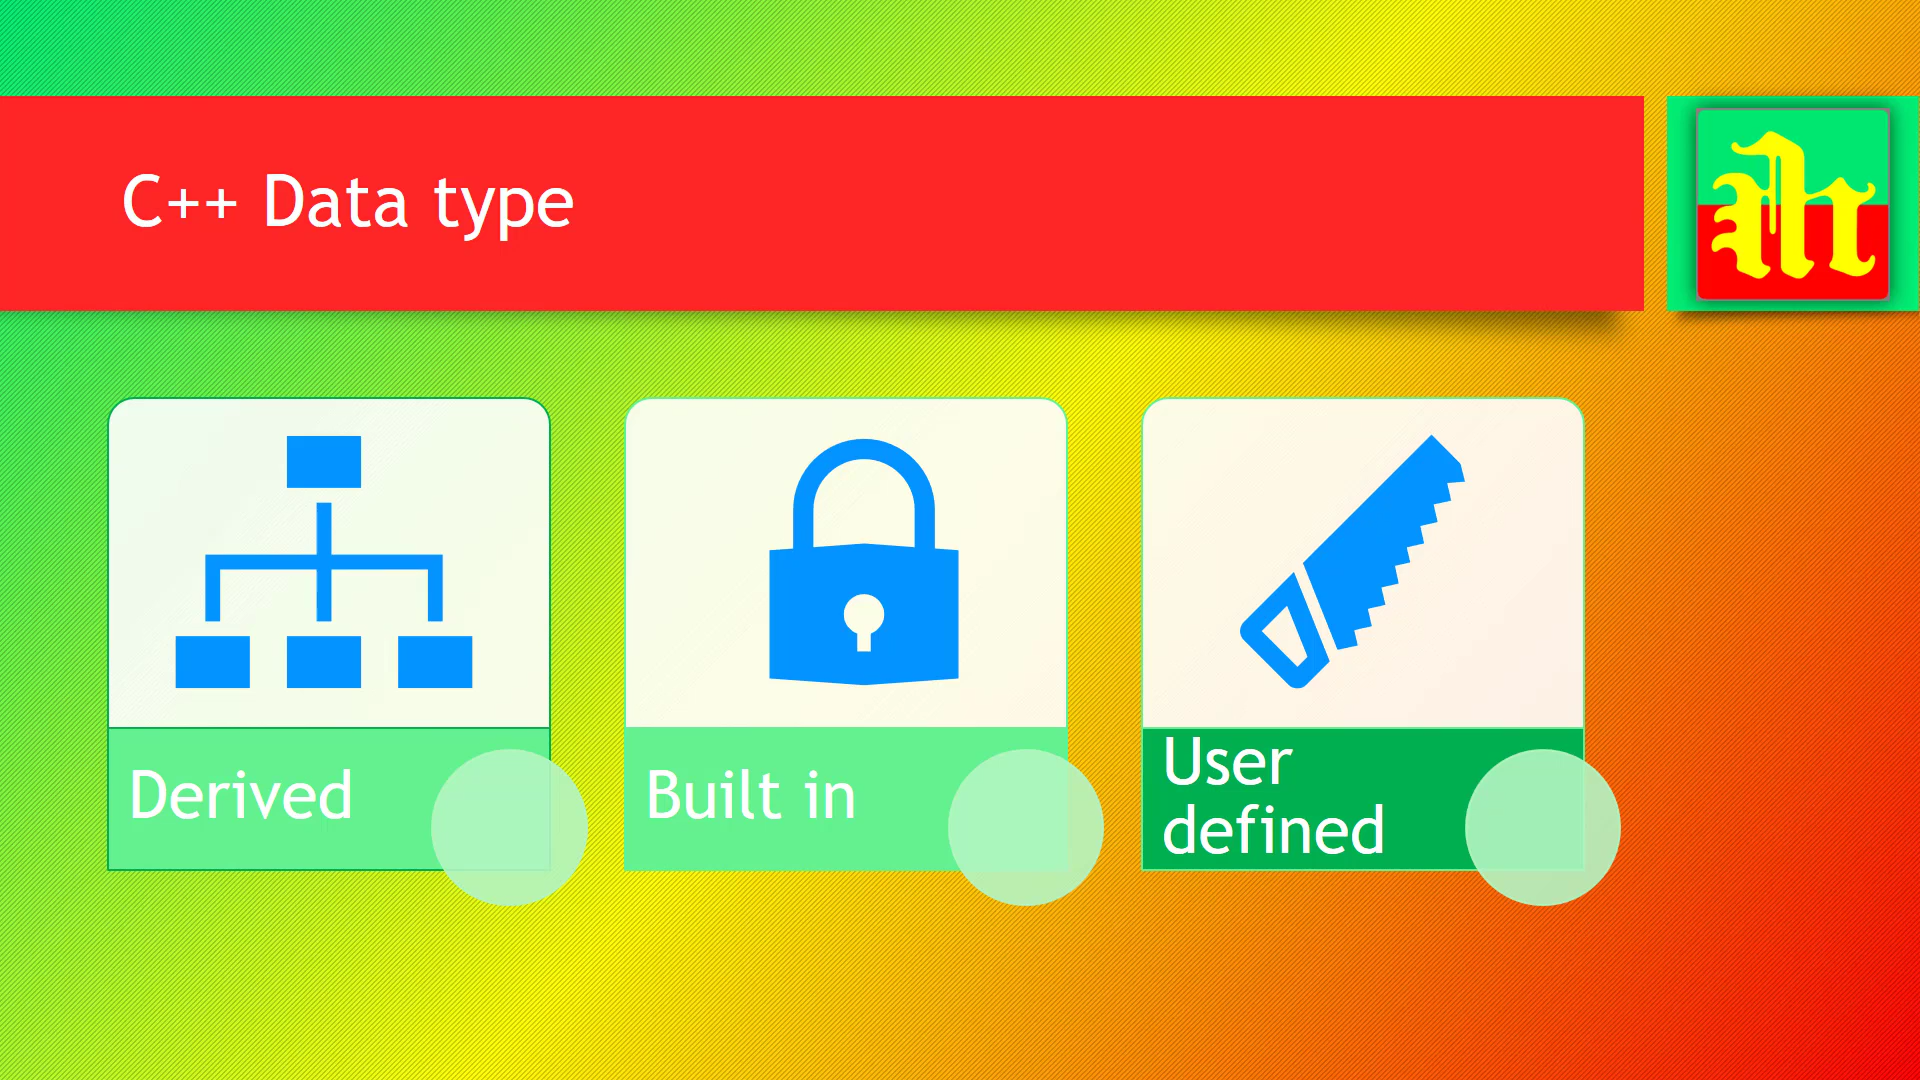 C++ Data type
Derived
Built in
User
defined